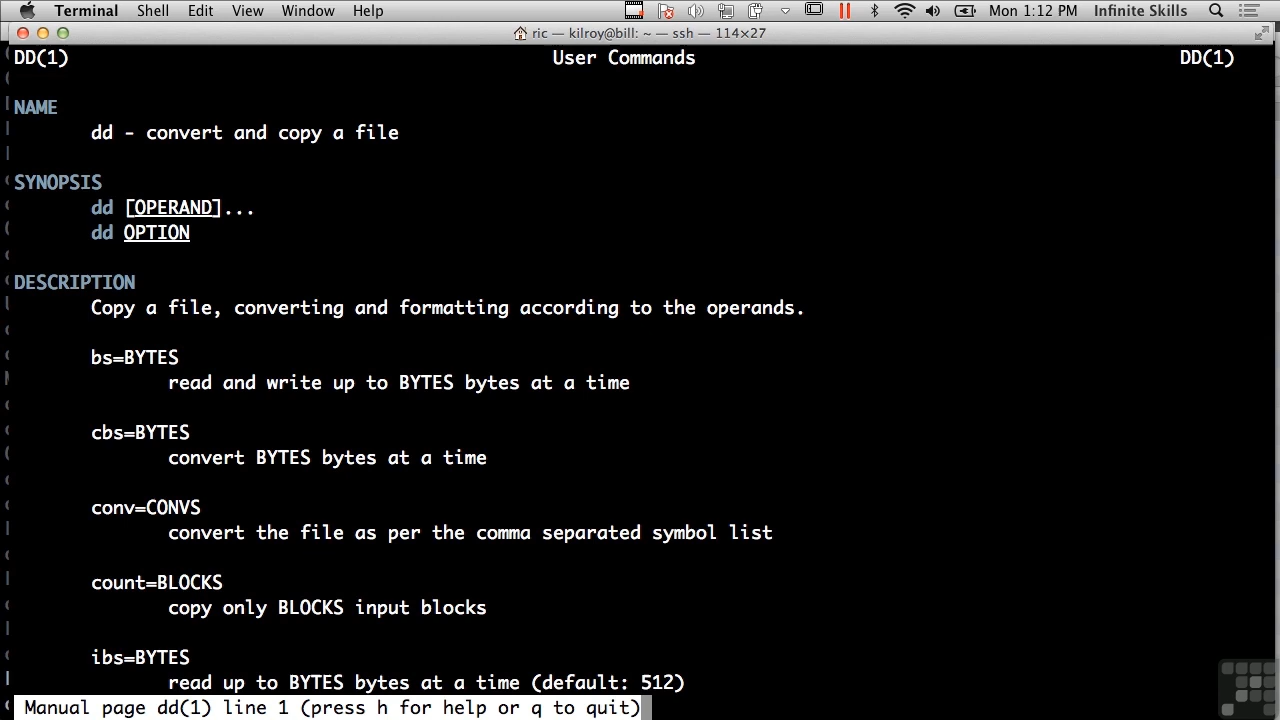 Terminal Shell Edit View Window Help Mon 1:12 PM Infinite Skills
ric — kilroy@bill: ~ — ssh — 114×27
DD(1) User Commands DD(1)
NAME
dd - convert and copy a file
SYNOPSIS
dd [OPERAND]...
dd OPTION
DESCRIPTION
Copy a file, converting and formatting according to the operands.
bs=BYTES
read and write up to BYTES bytes at a time
cbs=BYTES
convert BYTES bytes at a time
conv=CONVS
convert the file as per the comma separated symbol list
count=BLOCKS
copy only BLOCKS input blocks
ibs=BYTES
read up to BYTES bytes at a time (default: 512)
Manual page dd(1) line 1 (press h for help or q to quit)